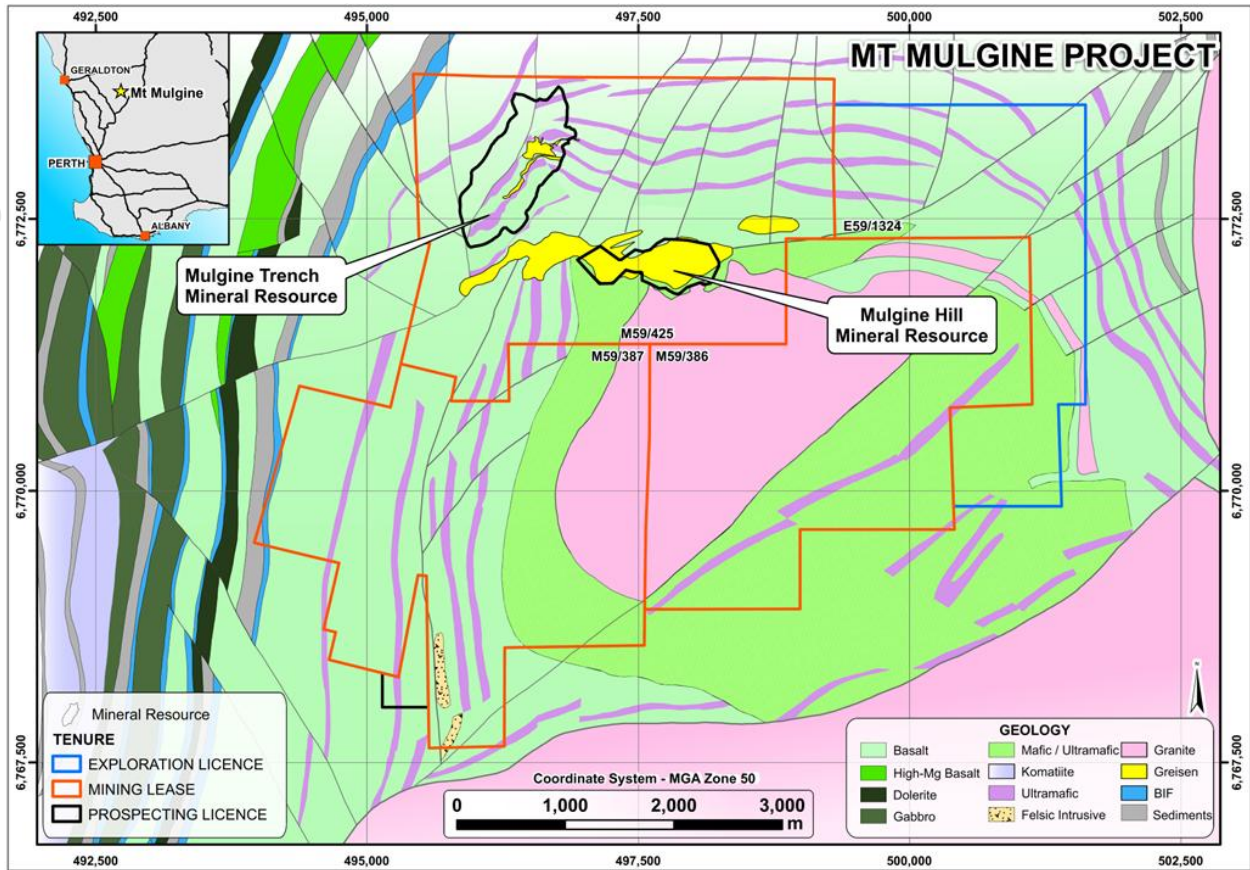 492,500
495,000
497,500
500,000
502,500
MT MULGINE PROJECT
GERALDTON
Mt Mulgine
PERTH
ALBANY
6,772,500
6,772,500
E59/1324
Mulgine Trench
Mineral Resource
Mulgine Hill
Mineral Resource
M59/425
M59/387
M59/386
6,770,000
6,770,000
N
Mineral Resource
TENURE
EXPLORATION LICENCE
MINING LEASE
PROSPECTING LICENCE
6,767,500
6,767,500
Coordinate System - MGA Zone 50
0
1,000
2,000
3,000
m
GEOLOGY
Basalt
High-Mg Basalt
Dolerite
Gabbro
Mafic / Ultramafic
Komatiite
Ultramafic
Felsic Intrusive
Granite
Greisen
BIF
Sediments
492,500
495,000
497,500
500,000
502,500